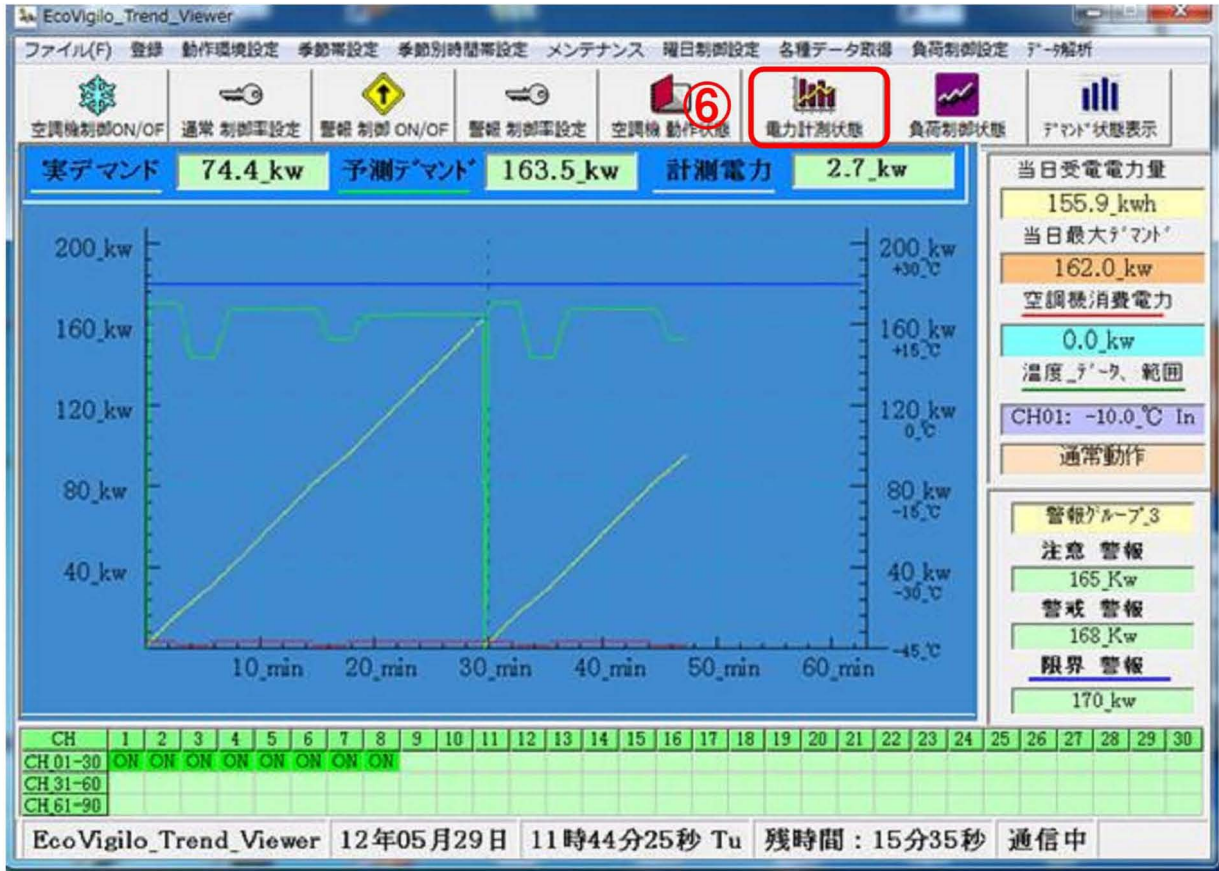 EcoVigilo_Trend_Viewer
ファイル(F) 登録 動作環境設定 季節帯設定 季節別時間帯設定 メンテナンス 曜日制御設定 各種データ取得 負荷制御設定 ﾃﾞｰﾀ解析
⑥
空調機制御ON/OF 通常 制御率設定 警報 制御 ON/OF 警報 制御率設定 空調機 動作状態 電力計測状態 負荷制御状態 ﾃﾞﾏﾝﾄﾞ状態表示
実デマンド 74.4_kw 予測ﾃﾞﾏﾝﾄﾞ 163.5_kw 計測電力 2.7_kw
200_kw
160_kw
120_kw
80_kw
40_kw
200_kw
+30_℃
160_kw
+15_℃
120_kw
0_℃
80_kw
-15_℃
40_kw
-30_℃
-45_℃
10_min 20_min 30_min 40_min 50_min 60_min
当日受電電力量
155.9_kwh
当日最大ﾃﾞﾏﾝﾄﾞ
162.0_kw
空調機消費電力
0.0_kw
温度_ﾃﾞｰﾀ、範囲
CH01: -10.0_℃ In
通常動作
警報ｸﾞﾙｰﾌﾟ_3
注意 警報
165_Kw
警戒 警報
168_Kw
限界 警報
170_kw
CH 1 2 3 4 5 6 7 8 9 10 11 12 13 14 15 16 17 18 19 20 21 22 23 24 25 26 27 28 29 30
CH_01-30 ON ON ON ON ON ON ON ON
CH_31-60
CH_61-90
EcoVigilo_Trend_Viewer 12年05月29日 11時44分25秒 Tu 残時間：15分35秒 通信中